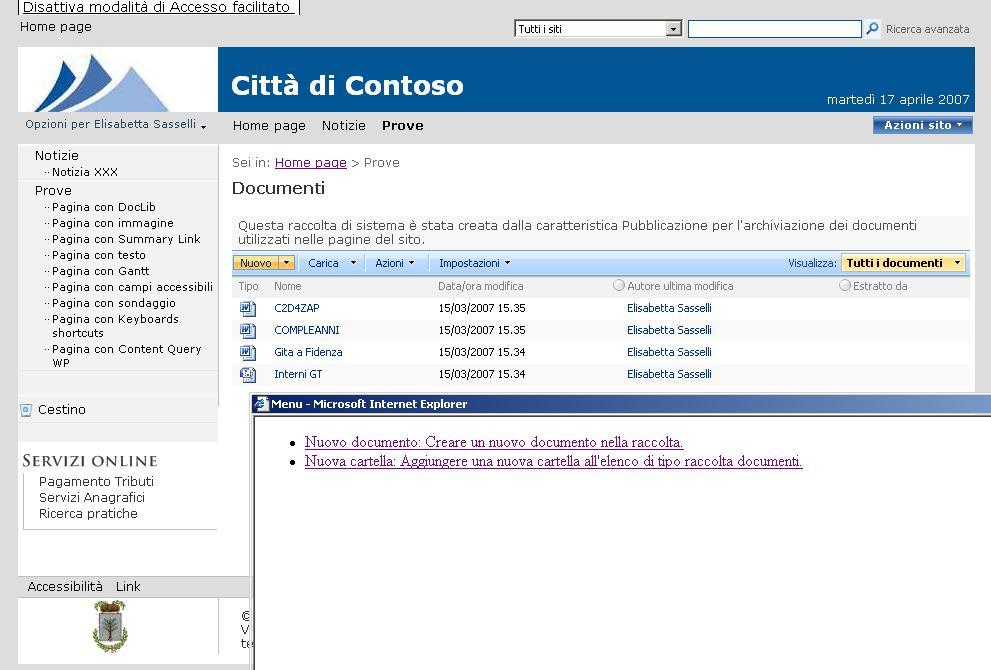 Disattiva modalità di Accesso facilitato
Home page
Tutti i siti
Ricerca avanzata
Città di Contoso
martedì 17 aprile 2007
Opzioni per Elisabetta Sasselli
Home page Notizie Prove
Azioni sito
Notizie
Notizia XXX
Prove
Pagina con DocLib
Pagina con immagine
Pagina con Summary Link
Pagina con testo
Pagina con Gantt
Pagina con campi accessibili
Pagina con sondaggio
Pagina con Keyboards
shortcuts
Pagina con Content Query
WP
Cestino
SERVIZI ONLINE
Pagamento Tributi
Servizi Anagrafici
Ricerca pratiche
Sei in: Home page > Prove
Documenti
Questa raccolta di sistema è stata creata dalla caratteristica Pubblicazione per l'archiviazione dei documenti
utilizzati nelle pagine del sito.
Nuovo Carica Azioni Impostazioni Visualizza: Tutti i documenti
Tipo Nome Data/ora modifica Autore ultima modifica Estratto da
C2D4ZAP 15/03/2007 15.35 Elisabetta Sasselli
COMPLEANNI 15/03/2007 15.35 Elisabetta Sasselli
Gita a Fidenza 15/03/2007 15.34 Elisabetta Sasselli
Interni GT 15/03/2007 15.34 Elisabetta Sasselli
Menu - Microsoft Internet Explorer
Nuovo documento: Creare un nuovo documento nella raccolta.
Nuova cartella: Aggiungere una nuova cartella all'elenco di tipo raccolta documenti.
Accessibilità Link
©
V
te